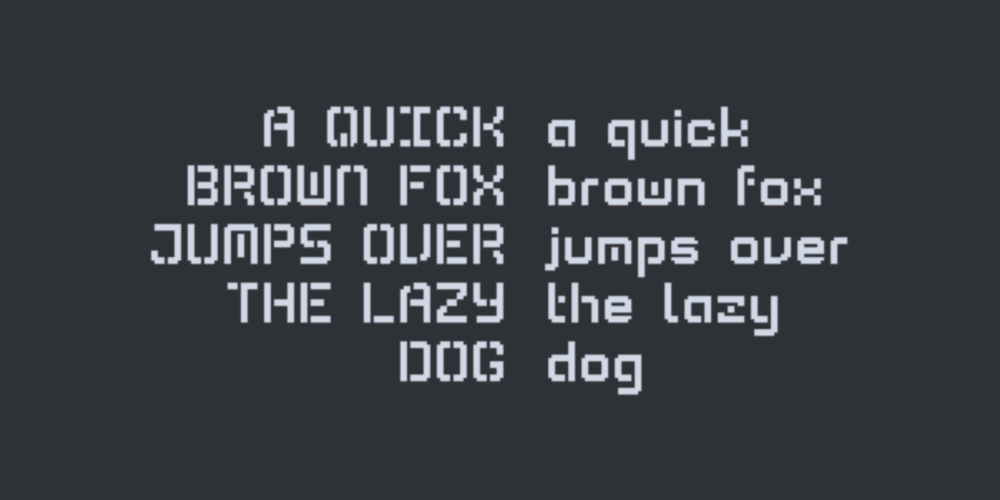 A QUICK
BROWN FOX
JUMPS OVER
THE LAZY
DOG
a quick
brown fox
jumps over
the lazy
dog